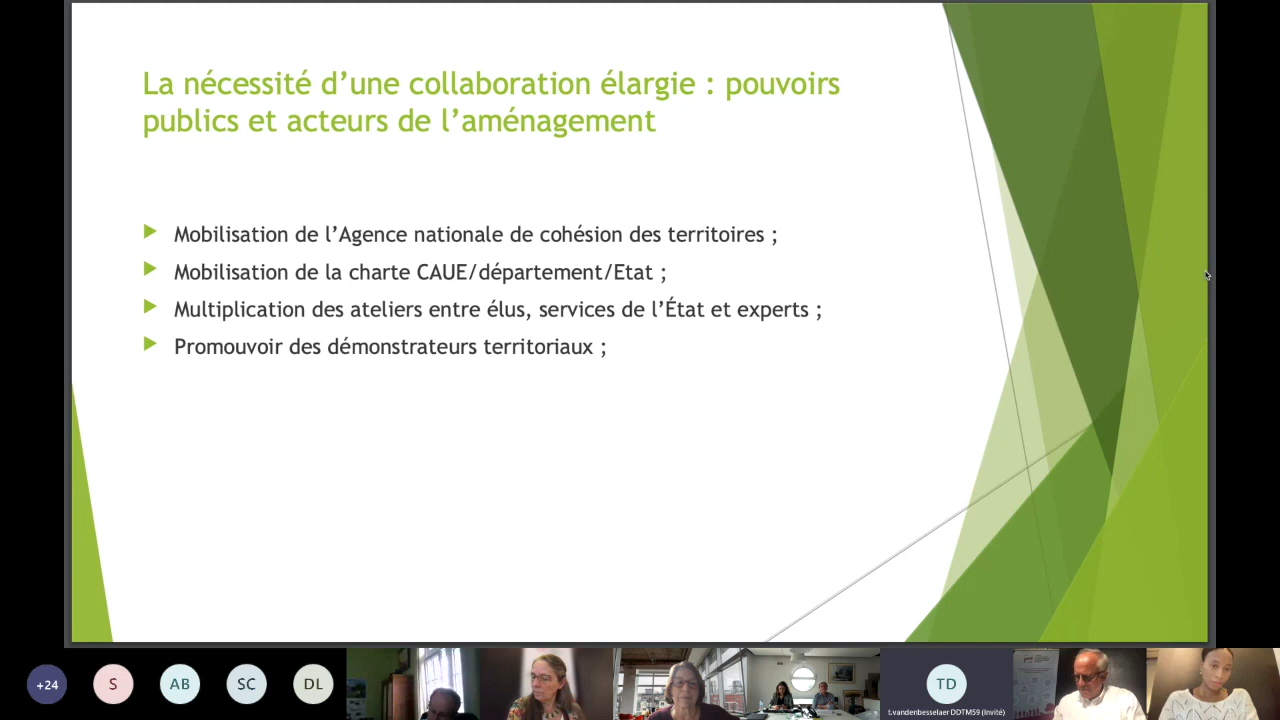 La nécessité d’une collaboration élargie : pouvoirs
publics et acteurs de l’aménagement
Mobilisation de l’Agence nationale de cohésion des territoires ;
Mobilisation de la charte CAUE/département/Etat ;
Multiplication des ateliers entre élus, services de l’État et experts ;
Promouvoir des démonstrateurs territoriaux ;
+24
S
AB
SC
DL
TD
t.vandenbesselaer DDTM59 (Invité)